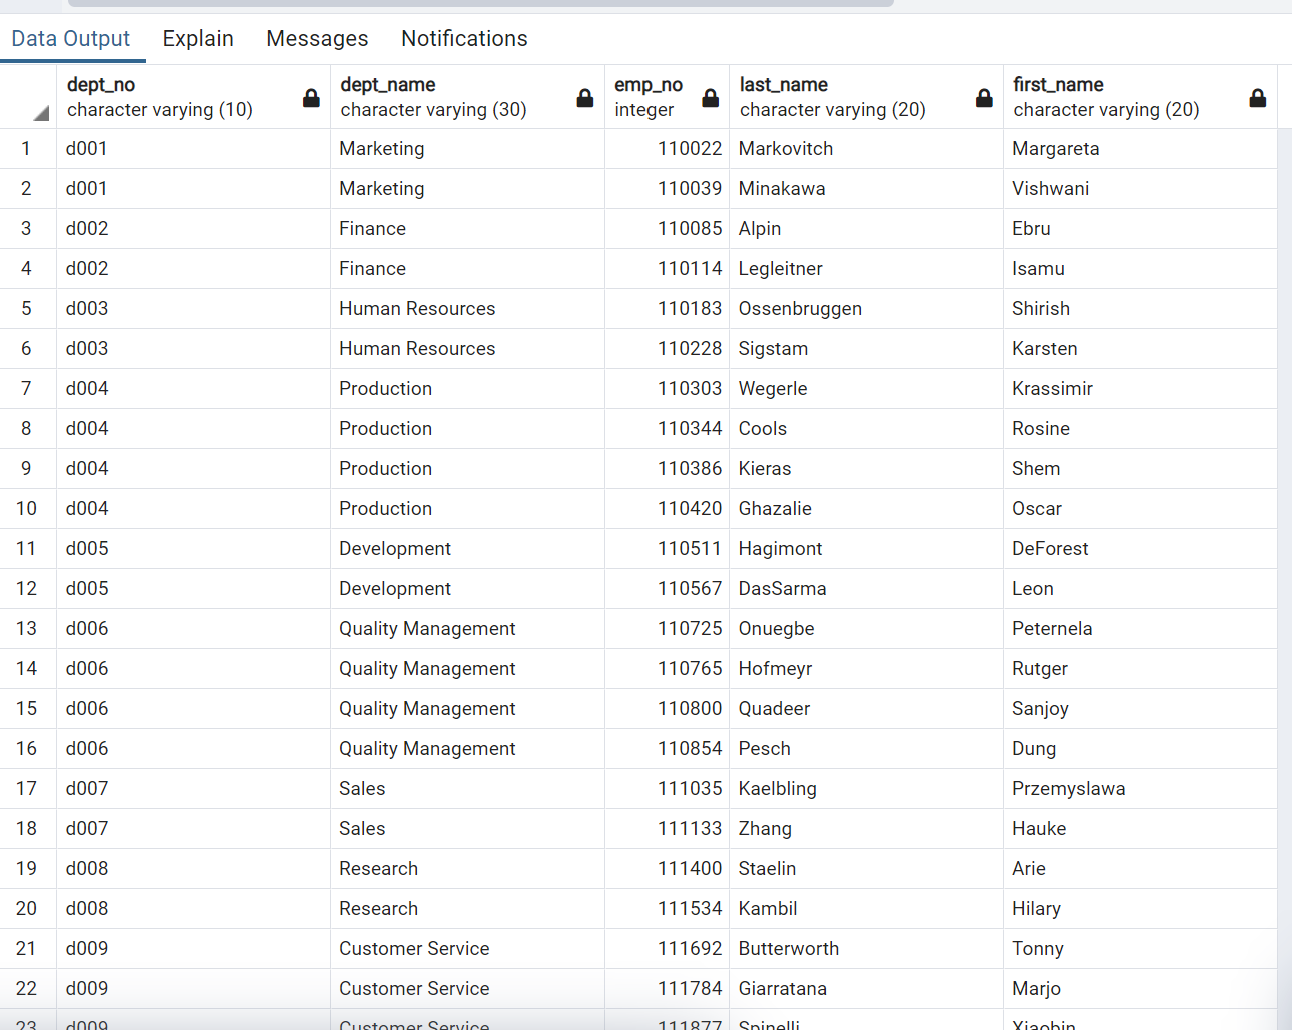 Data Output Explain Messages Notifications
dept_no dept_name emp_no last_name first_name
character varying (10) character varying (30) integer character varying (20) character varying (20)
1 d001 Marketing 110022 Markovitch Margareta
2 d001 Marketing 110039 Minakawa Vishwani
3 d002 Finance 110085 Alpin Ebru
4 d002 Finance 110114 Legleitner Isamu
5 d003 Human Resources 110183 Ossenbruggen Shirish
6 d003 Human Resources 110228 Sigstam Karsten
7 d004 Production 110303 Wegerle Krassimir
8 d004 Production 110344 Cools Rosine
9 d004 Production 110386 Kieras Shem
10 d004 Production 110420 Ghazalie Oscar
11 d005 Development 110511 Hagimont DeForest
12 d005 Development 110567 DasSarma Leon
13 d006 Quality Management 110725 Onuegbe Peternela
14 d006 Quality Management 110765 Hofmeyr Rutger
15 d006 Quality Management 110800 Quadeer Sanjoy
16 d006 Quality Management 110854 Pesch Dung
17 d007 Sales 111035 Kaelbling Przemyslawa
18 d007 Sales 111133 Zhang Hauke
19 d008 Research 111400 Staelin Arie
20 d008 Research 111534 Kambil Hilary
21 d009 Customer Service 111692 Butterworth Tonny
22 d009 Customer Service 111784 Giarratana Marjo
23 d009 Customer Service 111877 Spinelli Xiaobin